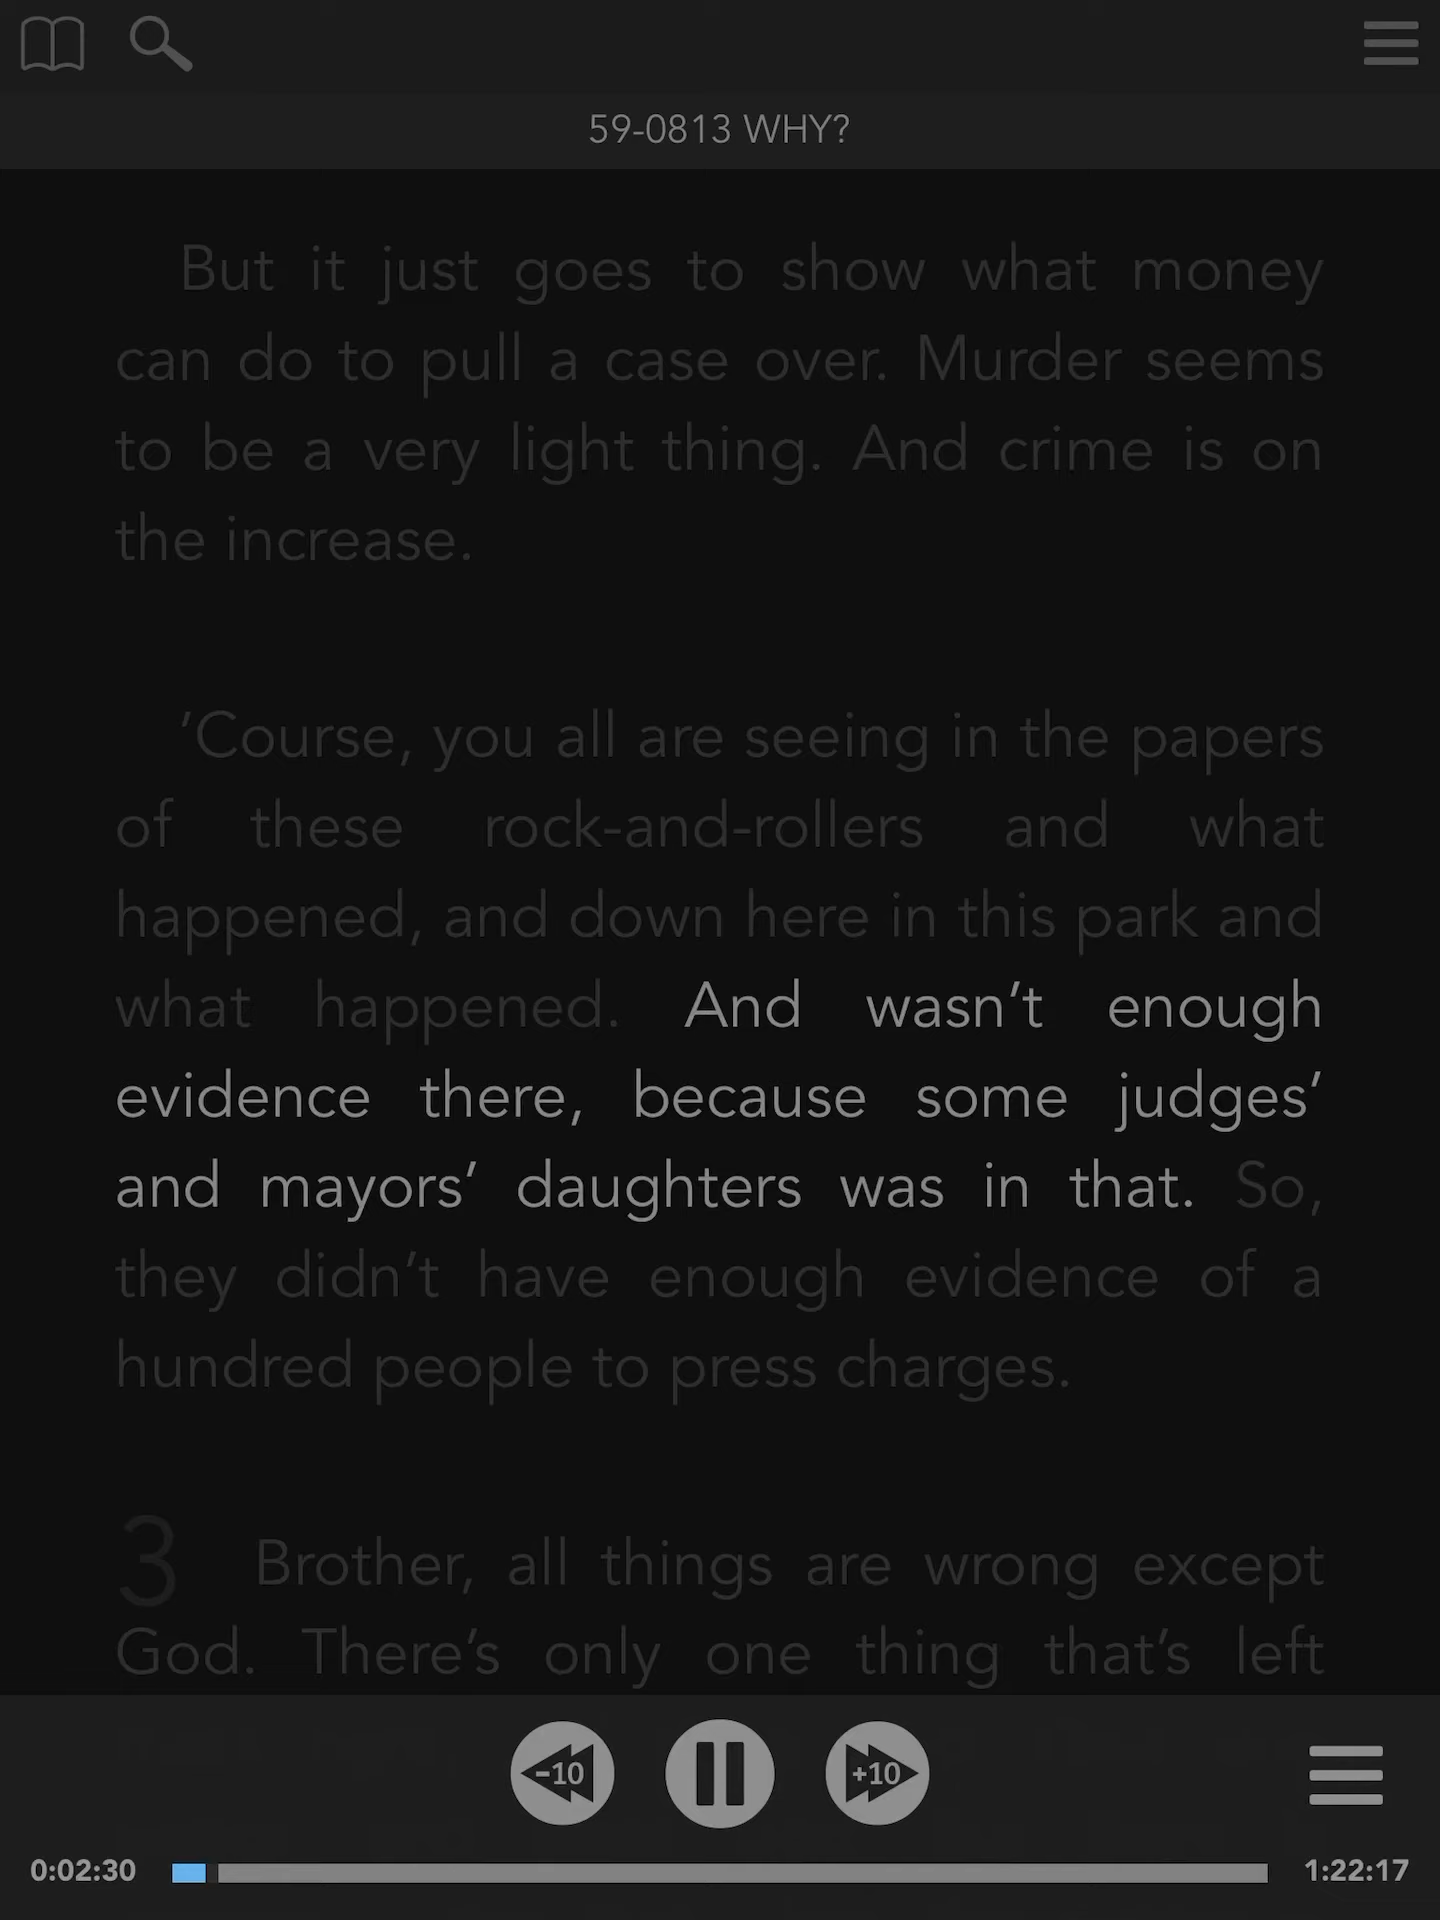 59-0813 WHY?
But it just goes to show what money
can do to pull a case over. Murder seems
to be a very light thing. And crime is on
the increase.
’Course, you all are seeing in the papers
of these rock-and-rollers and what
happened, and down here in this park and
what happened. And wasn’t enough
evidence there, because some judges’
and mayors’ daughters was in that. So,
they didn’t have enough evidence of a
hundred people to press charges.
3 Brother, all things are wrong except
God. There’s only one thing that’s left
-10 +10
0:02:30 1:22:17